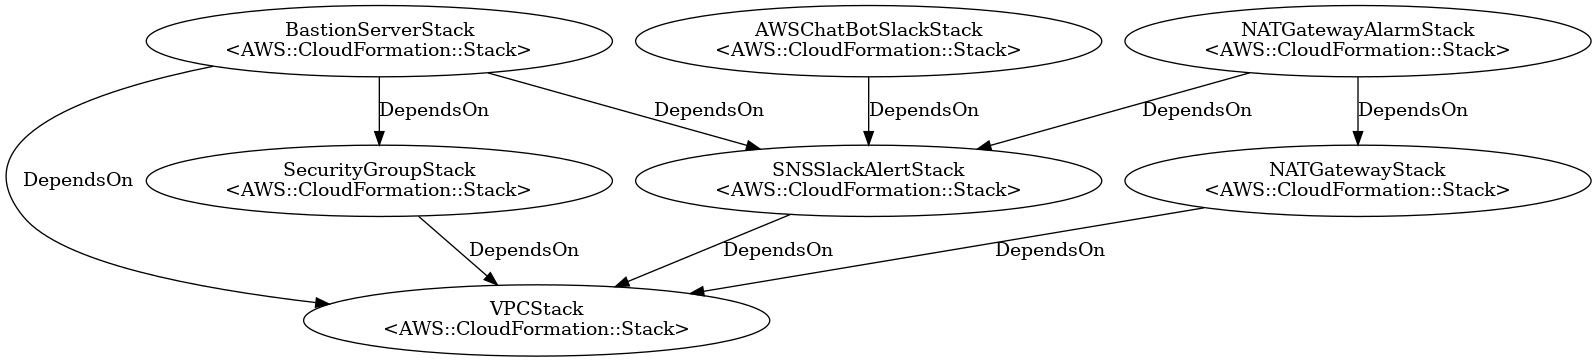 BastionServerStack
<AWS::CloudFormation::Stack>
AWSChatBotSlackStack
<AWS::CloudFormation::Stack>
NATGatewayAlarmStack
<AWS::CloudFormation::Stack>
DependsOn
DependsOn
DependsOn
DependsOn
DependsOn
DependsOn
SecurityGroupStack
<AWS::CloudFormation::Stack>
SNSSlackAlertStack
<AWS::CloudFormation::Stack>
NATGatewayStack
<AWS::CloudFormation::Stack>
DependsOn
DependsOn
DependsOn
VPCStack
<AWS::CloudFormation::Stack>